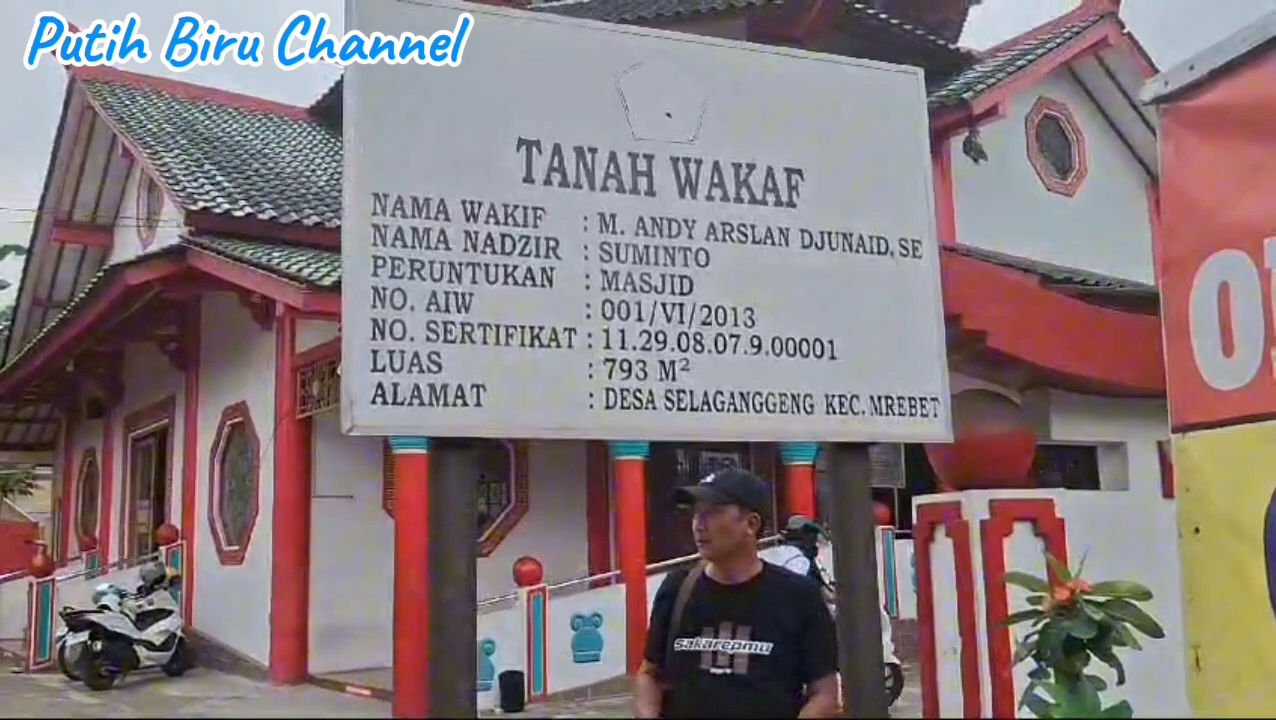 Putih Biru Channel
TANAH WAKAF
NAMA WAKIF : M. ANDY ARSLAN DJUNAID, SE
NAMA NADZIR : SUMINTO
PERUNTUKAN : MASJID
NO. AIW : 001/VI/2013
NO. SERTIFIKAT : 11.29.08.07.9.00001
LUAS : 793 M²
ALAMAT : DESA SELAGANGGENG KEC. MREBET
sakarepmu